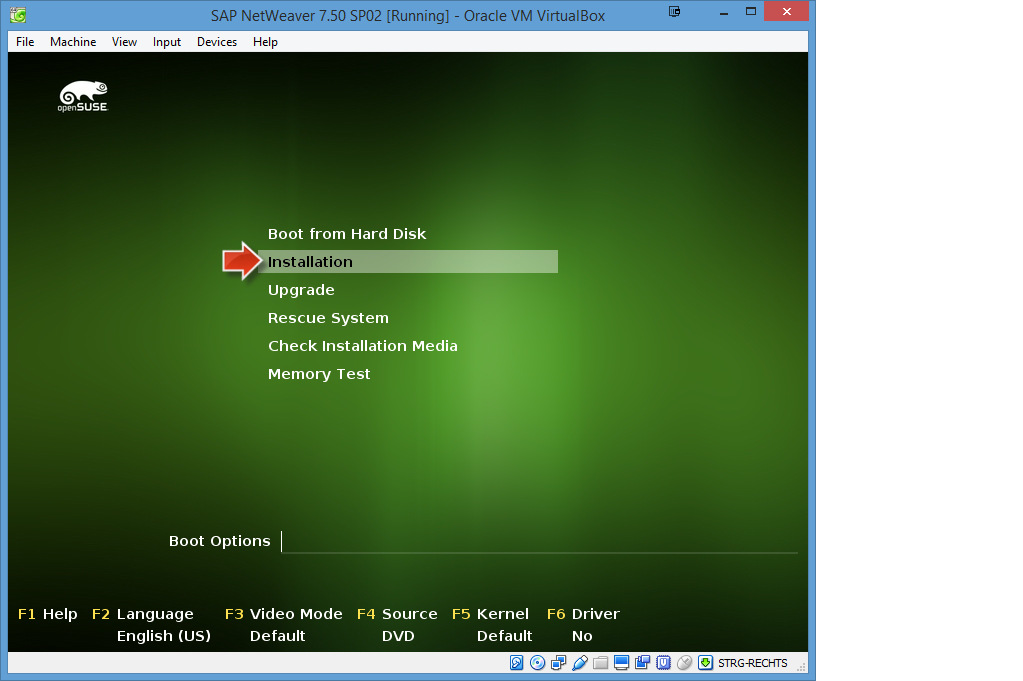 SAP NetWeaver 7.50 SP02 [Running] - Oracle VM VirtualBox
File Machine View Input Devices Help
openSUSE
Boot from Hard Disk
Installation
Upgrade
Rescue System
Check Installation Media
Memory Test
Boot Options
F1 Help F2 Language F3 Video Mode F4 Source F5 Kernel F6 Driver
English (US) Default DVD Default No
STRG-RECHTS